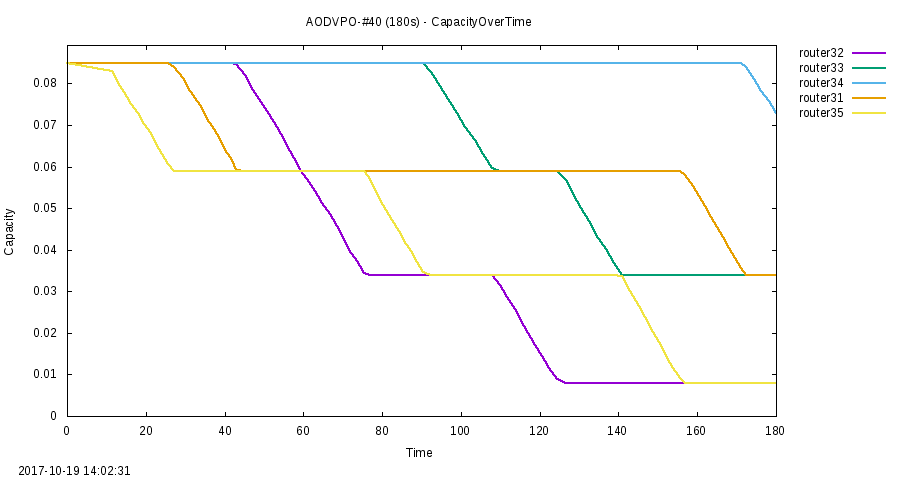 AODVPO-#40 (180s) - CapacityOverTime
router32
router33
router34
router31
router35
0.08
0.07
0.06
0.05
0.04
0.03
0.02
0.01
0
Capacity
0 20 40 60 80 100 120 140 160 180
Time
2017-10-19 14:02:31